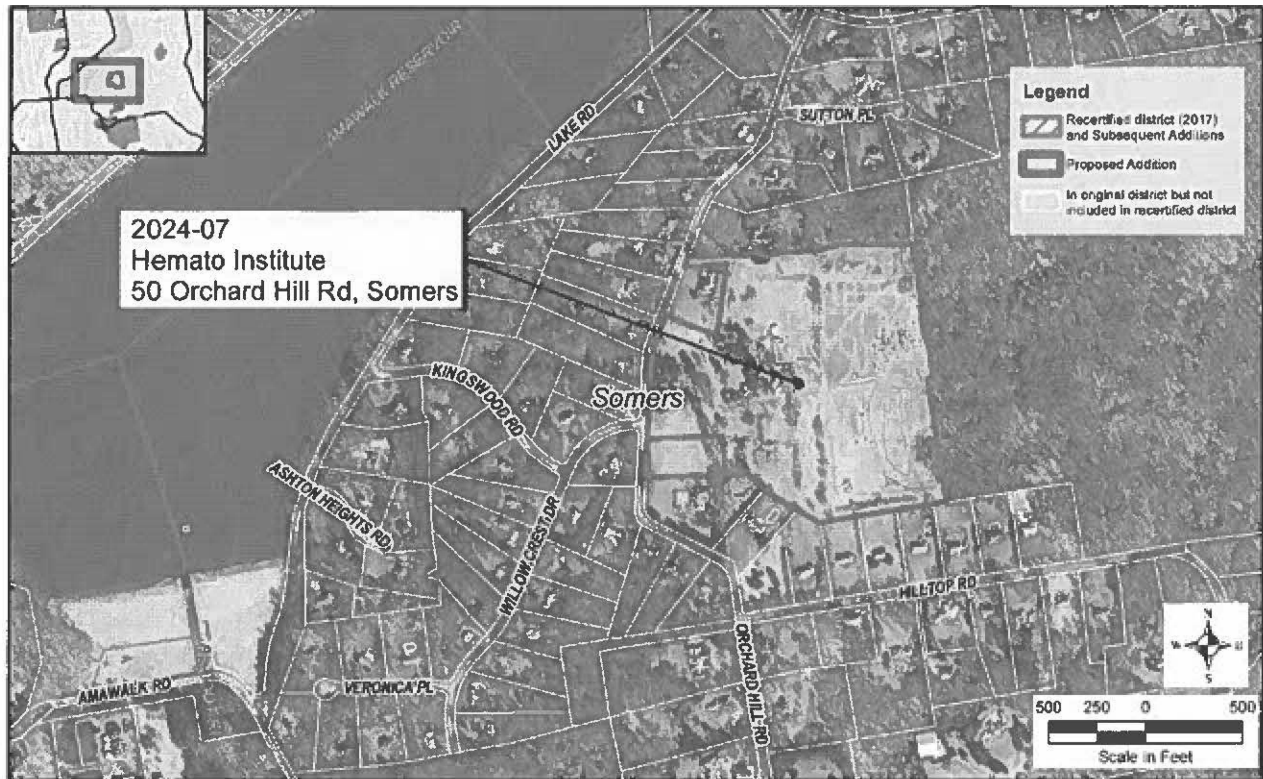 AMAWALK RESERVOIR
LAKE RD
SUTTON PL
Legend
Recertified district (2017)
and Subsequent Additions
Proposed Addition
In original district but not
included in recertified district
2024-07
Hemato Institute
50 Orchard Hill Rd, Somers
KINGSWOOD RD
Somers
ASHTON HEIGHTS RD
WILLOW CREST DR
HILLTOP RD
ORCHARD HILL RD
VERONICA PL
AMAWALK RD
N
W
E
S
500 250 0 500
Scale in Feet